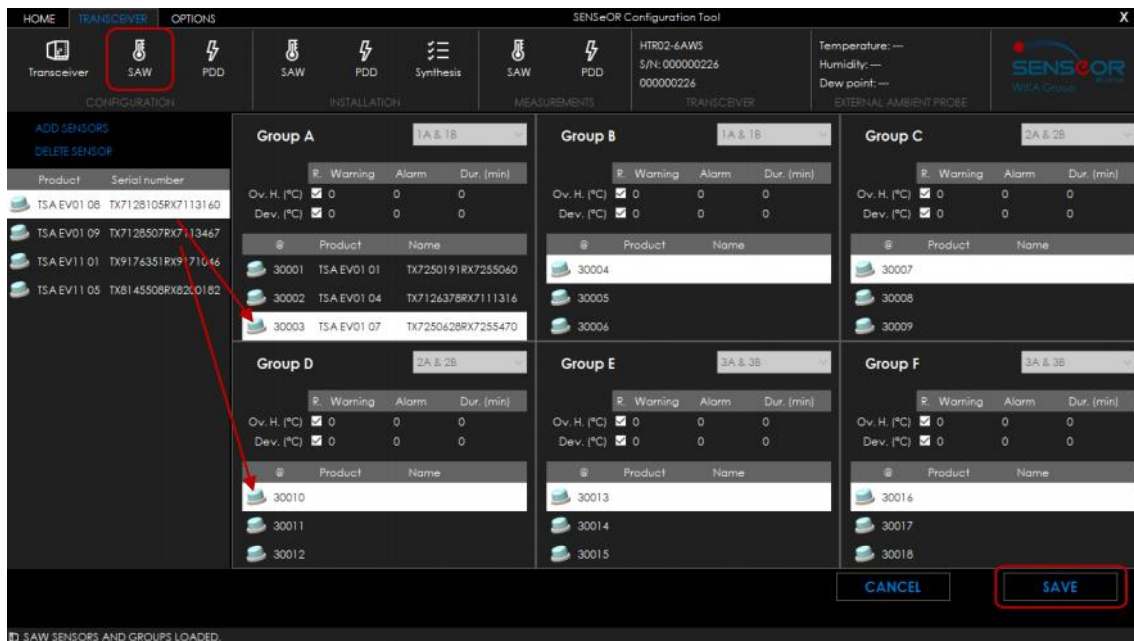 HOME TRANSCEIVER OPTIONS SENSeOR Configuration Tool X
Transceiver SAW PDD SAW PDD Synthesis SAW PDD
HTR02-6AWS
S/N: 000000226
000000226
Temperature: ---
Humidity: ---
Dew point: ---
SENSeOR
WIKA Group
CONFIGURATION INSTALLATION MEASUREMENTS TRANSCEIVER EXTERNAL AMBIENT PROBE
ADD SENSORS
DELETE SENSOR
Product Serial number
TSA EV01 08 TX7128105RX7113160
TSA EV01 09 TX7128507RX7113467
TSA EV11 01 TX9176351RX9171046
TSA EV11 05 TX8145508RX8200182
Group A 1A & 1B
R. Warning Alarm Dur. (min)
Ov. H. (°C) 0 0 0
Dev. (°C) 0 0 0
@ Product Name
30001 TSA EV01 01 TX7250191RX7255060
30002 TSA EV01 04 TX7126378RX7111316
30003 TSA EV01 07 TX7250628RX7255470
Group B 1A & 1B
R. Warning Alarm Dur. (min)
Ov. H. (°C) 0 0 0
Dev. (°C) 0 0 0
@ Product Name
30004
30005
30006
Group C 2A & 2B
R. Warning Alarm Dur. (min)
Ov. H. (°C) 0 0 0
Dev. (°C) 0 0 0
@ Product Name
30007
30008
30009
Group D 2A & 2B
R. Warning Alarm Dur. (min)
Ov. H. (°C) 0 0 0
Dev. (°C) 0 0 0
@ Product Name
30010
30011
30012
Group E 3A & 3B
R. Warning Alarm Dur. (min)
Ov. H. (°C) 0 0 0
Dev. (°C) 0 0 0
@ Product Name
30013
30014
30015
Group F 3A & 3B
R. Warning Alarm Dur. (min)
Ov. H. (°C) 0 0 0
Dev. (°C) 0 0 0
@ Product Name
30016
30017
30018
CANCEL SAVE
SAW SENSORS AND GROUPS LOADED.